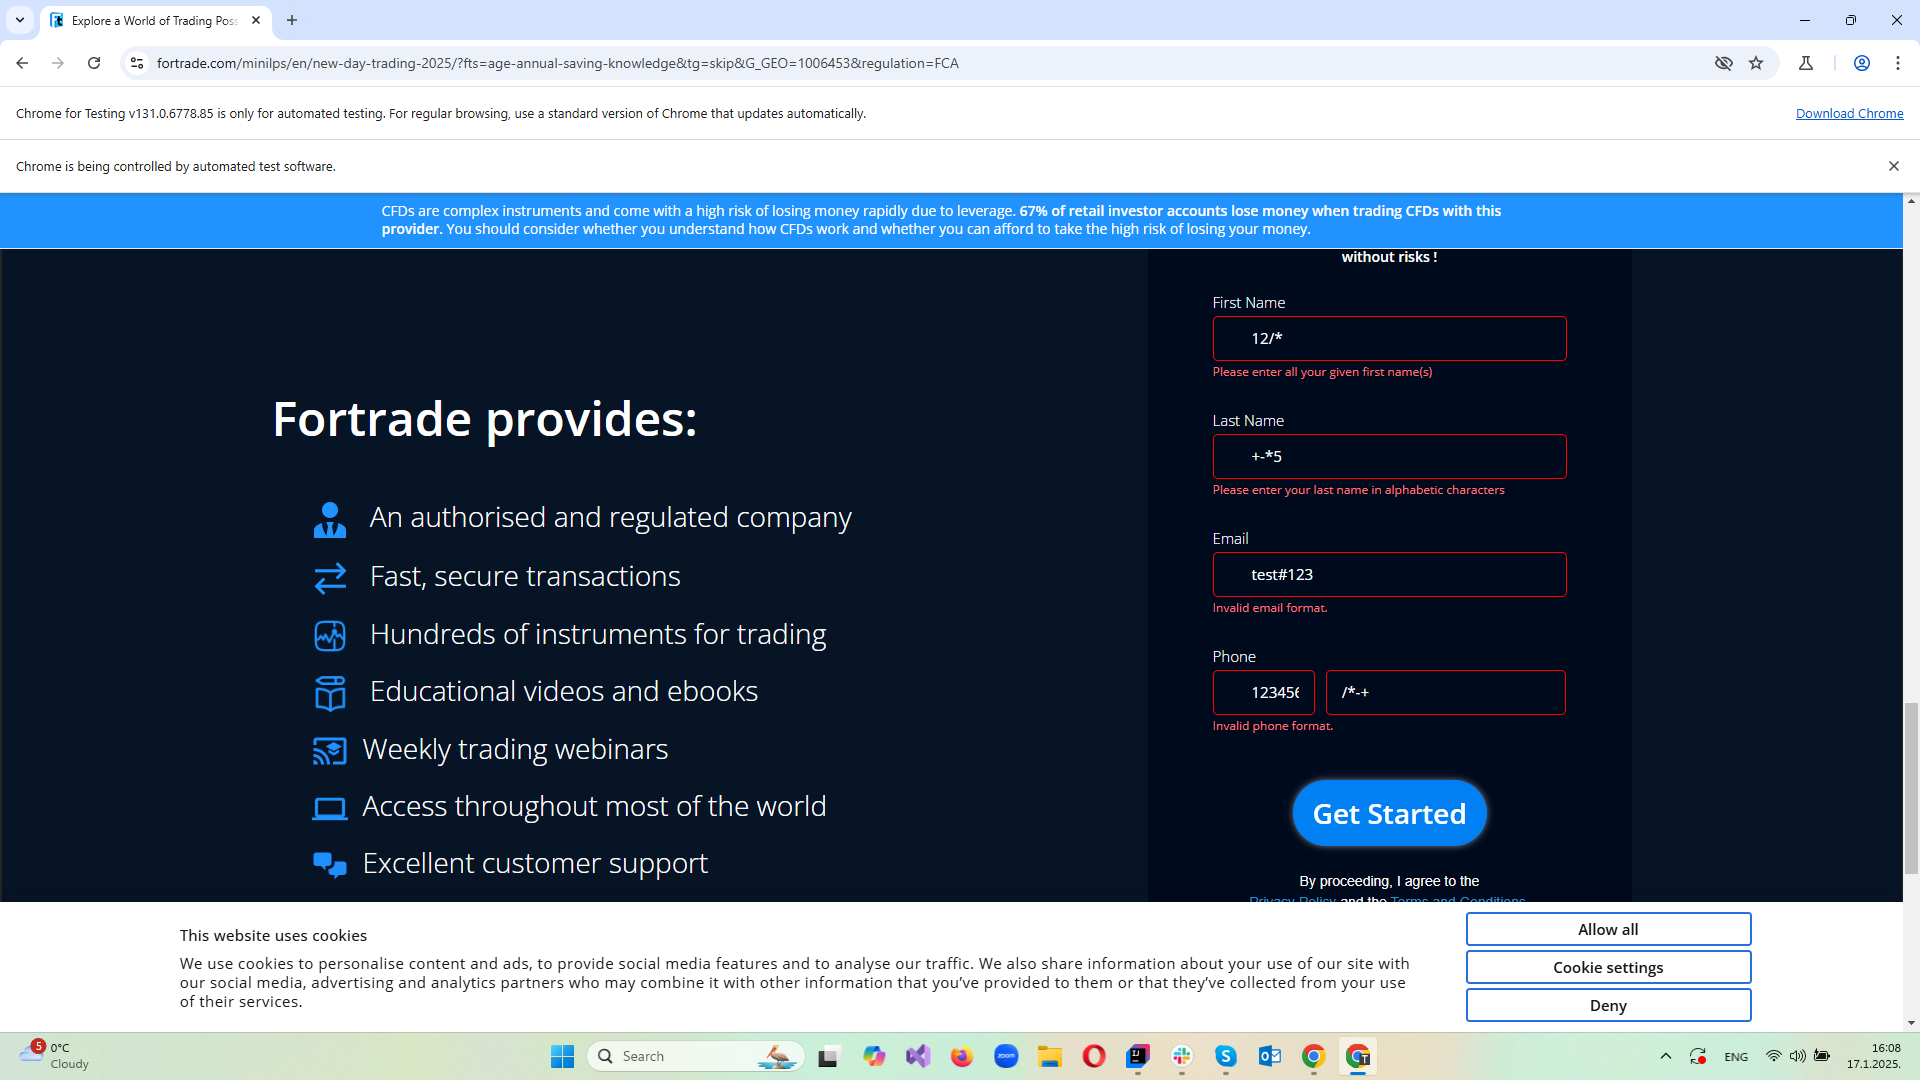 Explore a World of Trading Poss
fortrade.com/minilps/en/new-day-trading-2025/?fts=age-annual-saving-knowledge&tg=skip&G_GEO=1006453&regulation=FCA
Chrome for Testing v131.0.6778.85 is only for automated testing. For regular browsing, use a standard version of Chrome that updates automatically.
Download Chrome
Chrome is being controlled by automated test software.
CFDs are complex instruments and come with a high risk of losing money rapidly due to leverage. 67% of retail investor accounts lose money when trading CFDs with this
provider. You should consider whether you understand how CFDs work and whether you can afford to take the high risk of losing your money.
without risks !
First Name
12/*
Please enter all your given first name(s)
Last Name
+-*5
Please enter your last name in alphabetic characters
Email
test#123
Invalid email format.
Phone
123456
/*-+
Invalid phone format.
Get Started
By proceeding, I agree to the
Privacy Policy and the Terms and Conditions
Fortrade provides:
An authorised and regulated company
Fast, secure transactions
Hundreds of instruments for trading
Educational videos and ebooks
Weekly trading webinars
Access throughout most of the world
Excellent customer support
This website uses cookies
We use cookies to personalise content and ads, to provide social media features and to analyse our traffic. We also share information about your use of our site with
our social media, advertising and analytics partners who may combine it with other information that you've provided to them or that they've collected from your use
of their services.
Allow all
Cookie settings
Deny
5
0°C
Cloudy
Search
zoom
ENG
16:08
17.1.2025.